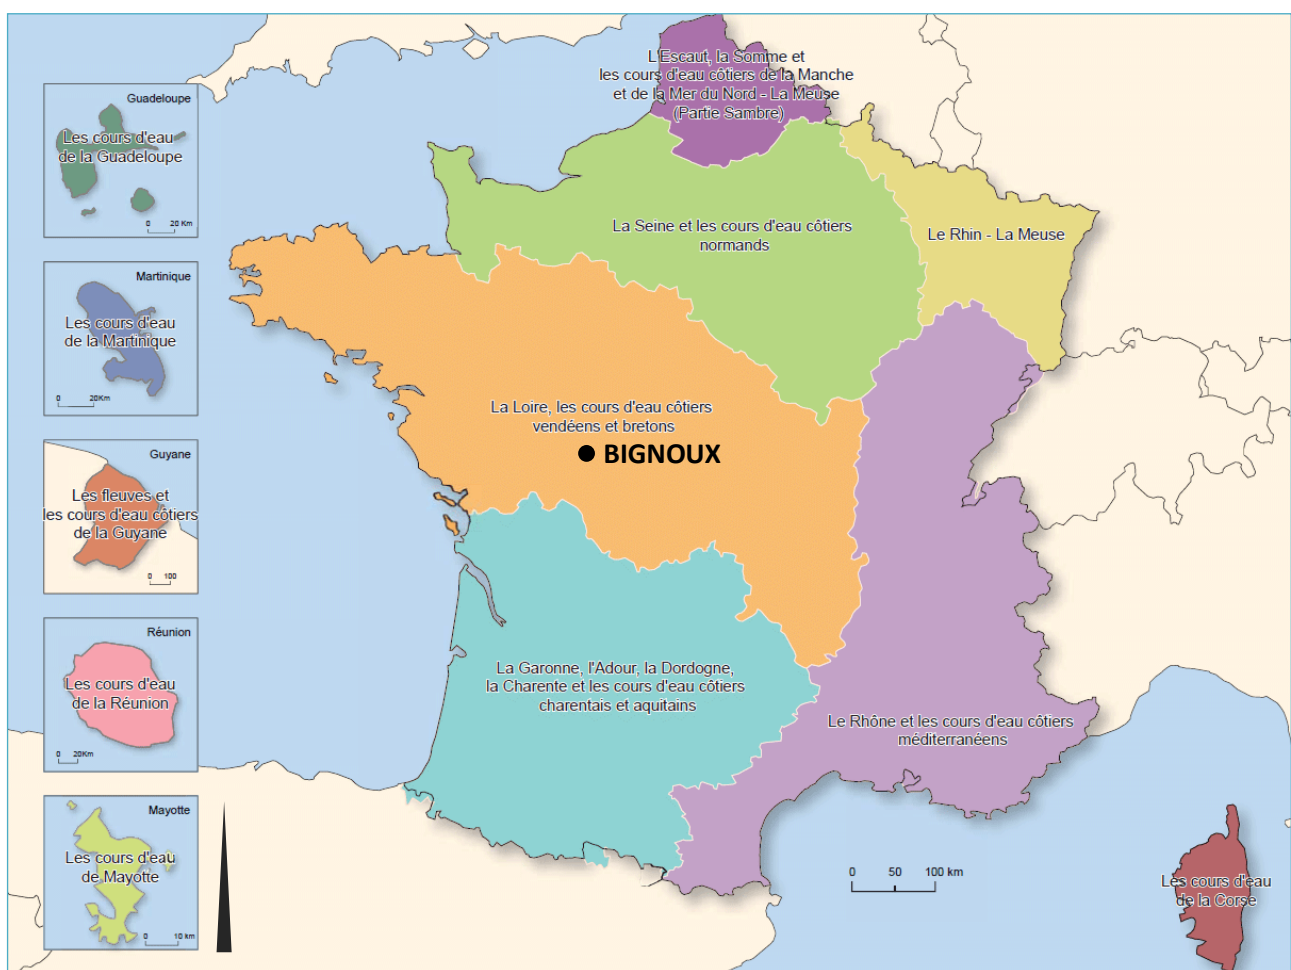 Guadeloupe
Les cours d'eau
de la Guadeloupe
0 20 Km
Martinique
Les cours d'eau
de la Martinique
0 20Km
Guyane
Les fleuves et
les cours d'eau côtiers
de la Guyane
0 100
Réunion
Les cours d'eau
de la Réunion
0 20Km
Mayotte
Les cours d'eau
de Mayotte
0 10 km
L'Escaut, la Somme et
les cours d'eau côtiers de la Manche
et de la Mer du Nord - La Meuse
(Partie Sambre)
La Seine et les cours d'eau côtiers
normands
Le Rhin - La Meuse
La Loire, les cours d'eau côtiers
vendéens et bretons
BIGNOUX
La Garonne, l'Adour, la Dordogne,
la Charente et les cours d'eau côtiers
charentais et aquitains
Le Rhône et les cours d'eau côtiers
méditerranéens
0 50 100 km
Les cours d'eau
de la Corse